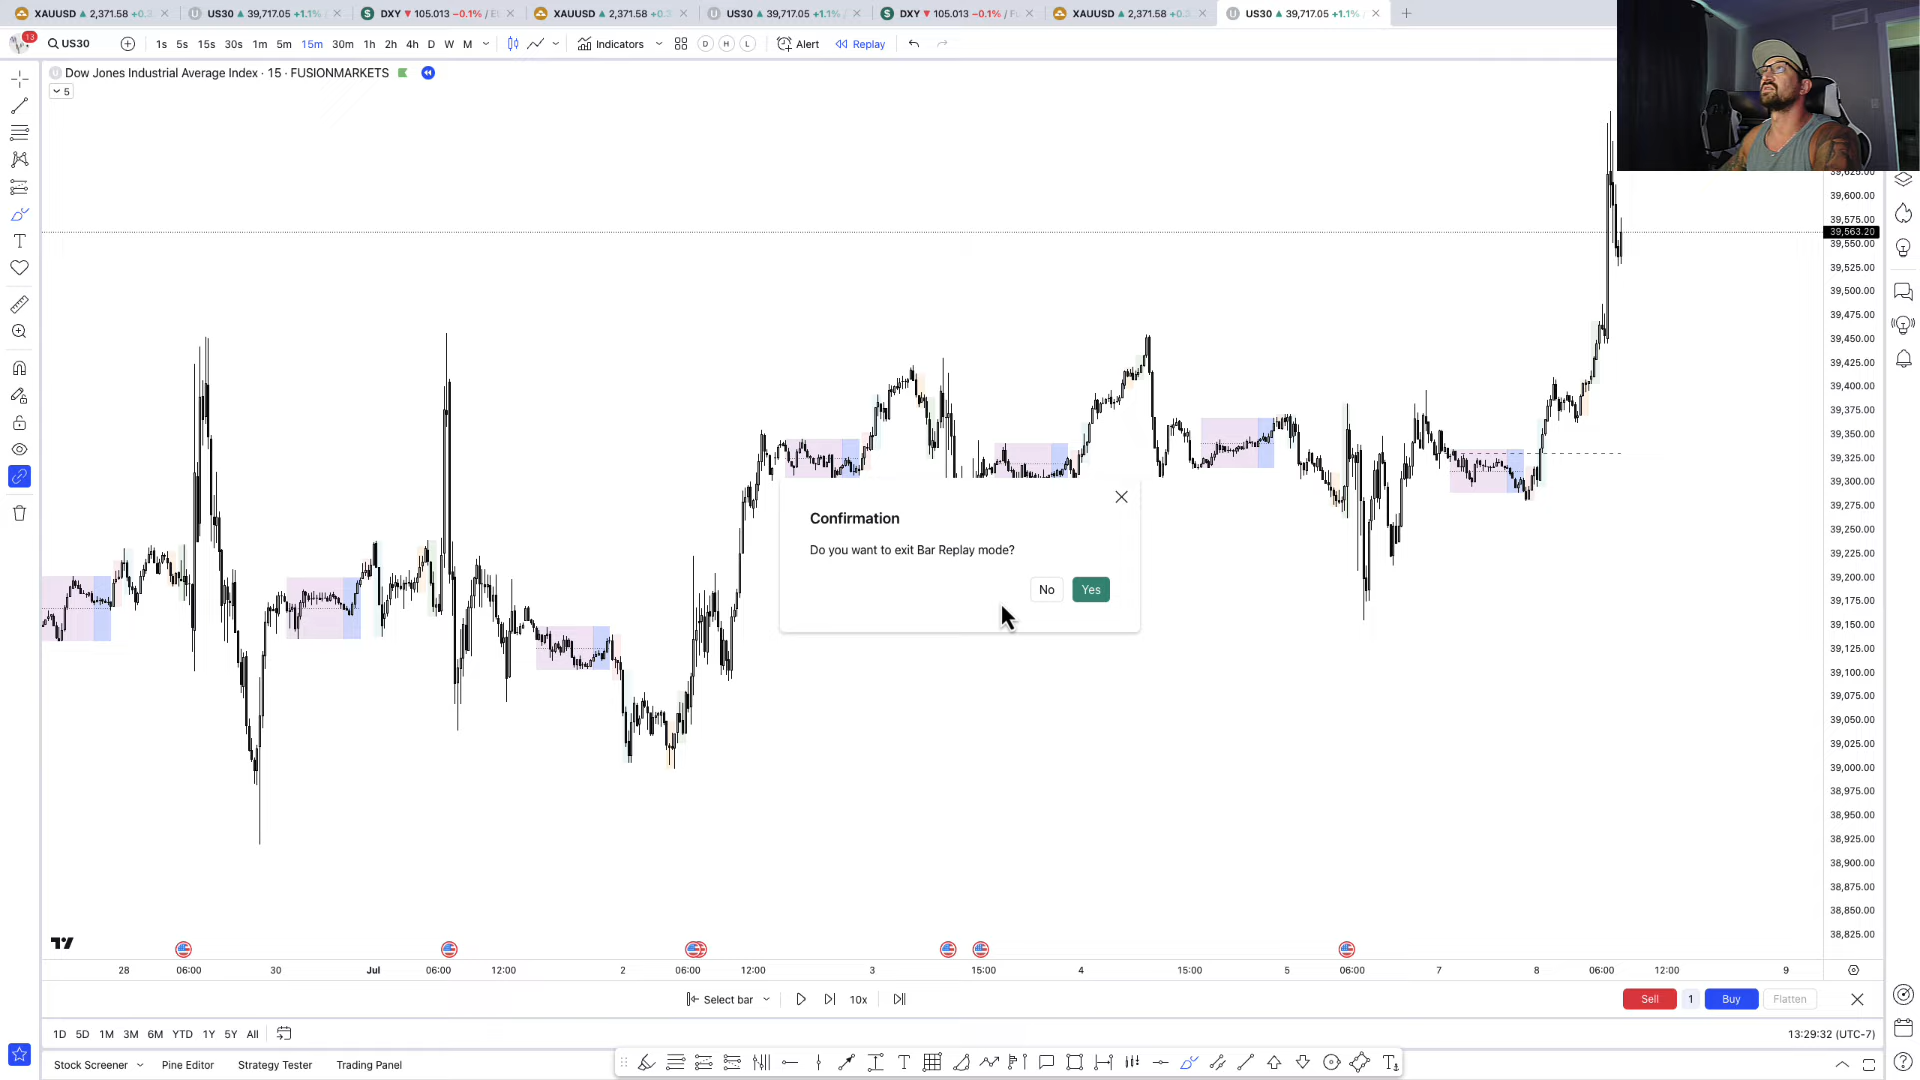 XAUUSD ▲ 2,371.58 +0.3
US30 ▲ 39,717.05 +1.1%
DXY ▼ 105.013 −0.1% / E
XAUUSD ▲ 2,371.58 +0.3
US30 ▲ 39,717.05 +1.1% /
DXY ▼ 105.013 −0.1% / F
XAUUSD ▲ 2,371.58 +0.3
US30 ▲ 39,717.05 +1.1% /
13
US30
1s 5s 15s 30s 1m 5m 15m 30m 1h 2h 4h D W M
Indicators
D H L
Alert
Replay
Dow Jones Industrial Average Index · 15 · FUSIONMARKETS
5
39,625.00
39,600.00
39,575.00
39,563.20
39,550.00
39,525.00
39,500.00
39,475.00
39,450.00
39,425.00
39,400.00
39,375.00
39,350.00
39,325.00
39,300.00
39,275.00
39,250.00
39,225.00
39,200.00
39,175.00
39,150.00
39,125.00
39,100.00
39,075.00
39,050.00
39,025.00
39,000.00
38,975.00
38,950.00
38,925.00
38,900.00
38,875.00
38,850.00
38,825.00
Confirmation
Do you want to exit Bar Replay mode?
No Yes
28 06:00 30 Jul 06:00 12:00 2 06:00 12:00 3 15:00 4 15:00 5 06:00 7 8 06:00 12:00 9
Select bar 10x
Sell 1 Buy Flatten
1D 5D 1M 3M 6M YTD 1Y 5Y All
13:29:32 (UTC-7)
Stock Screener Pine Editor Strategy Tester Trading Panel